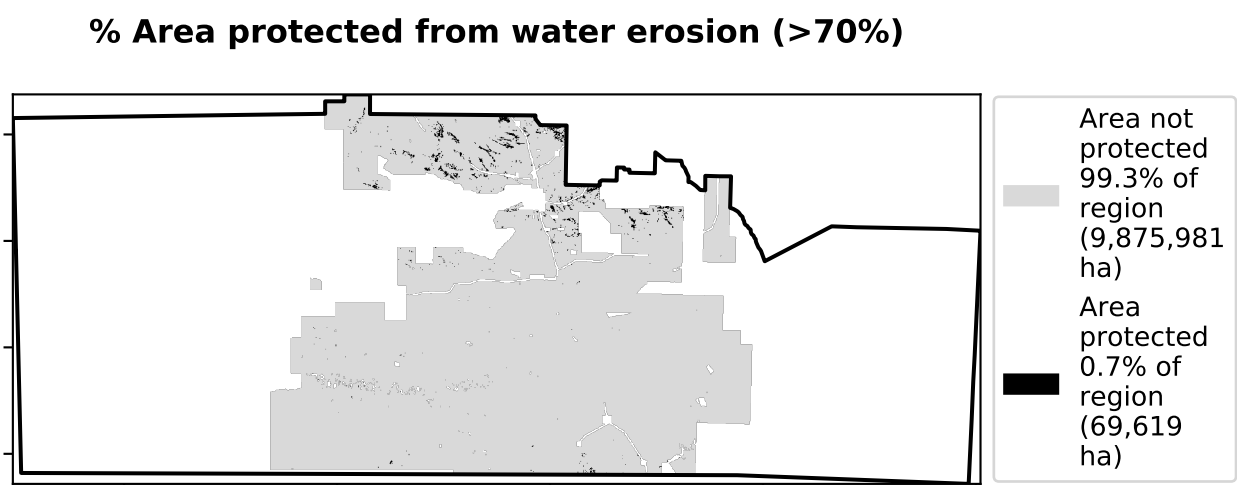 % Area protected from water erosion (>70%)
Area not
protected
99.3% of
region
(9,875,981
ha)
Area
protected
0.7% of
region
(69,619
ha)